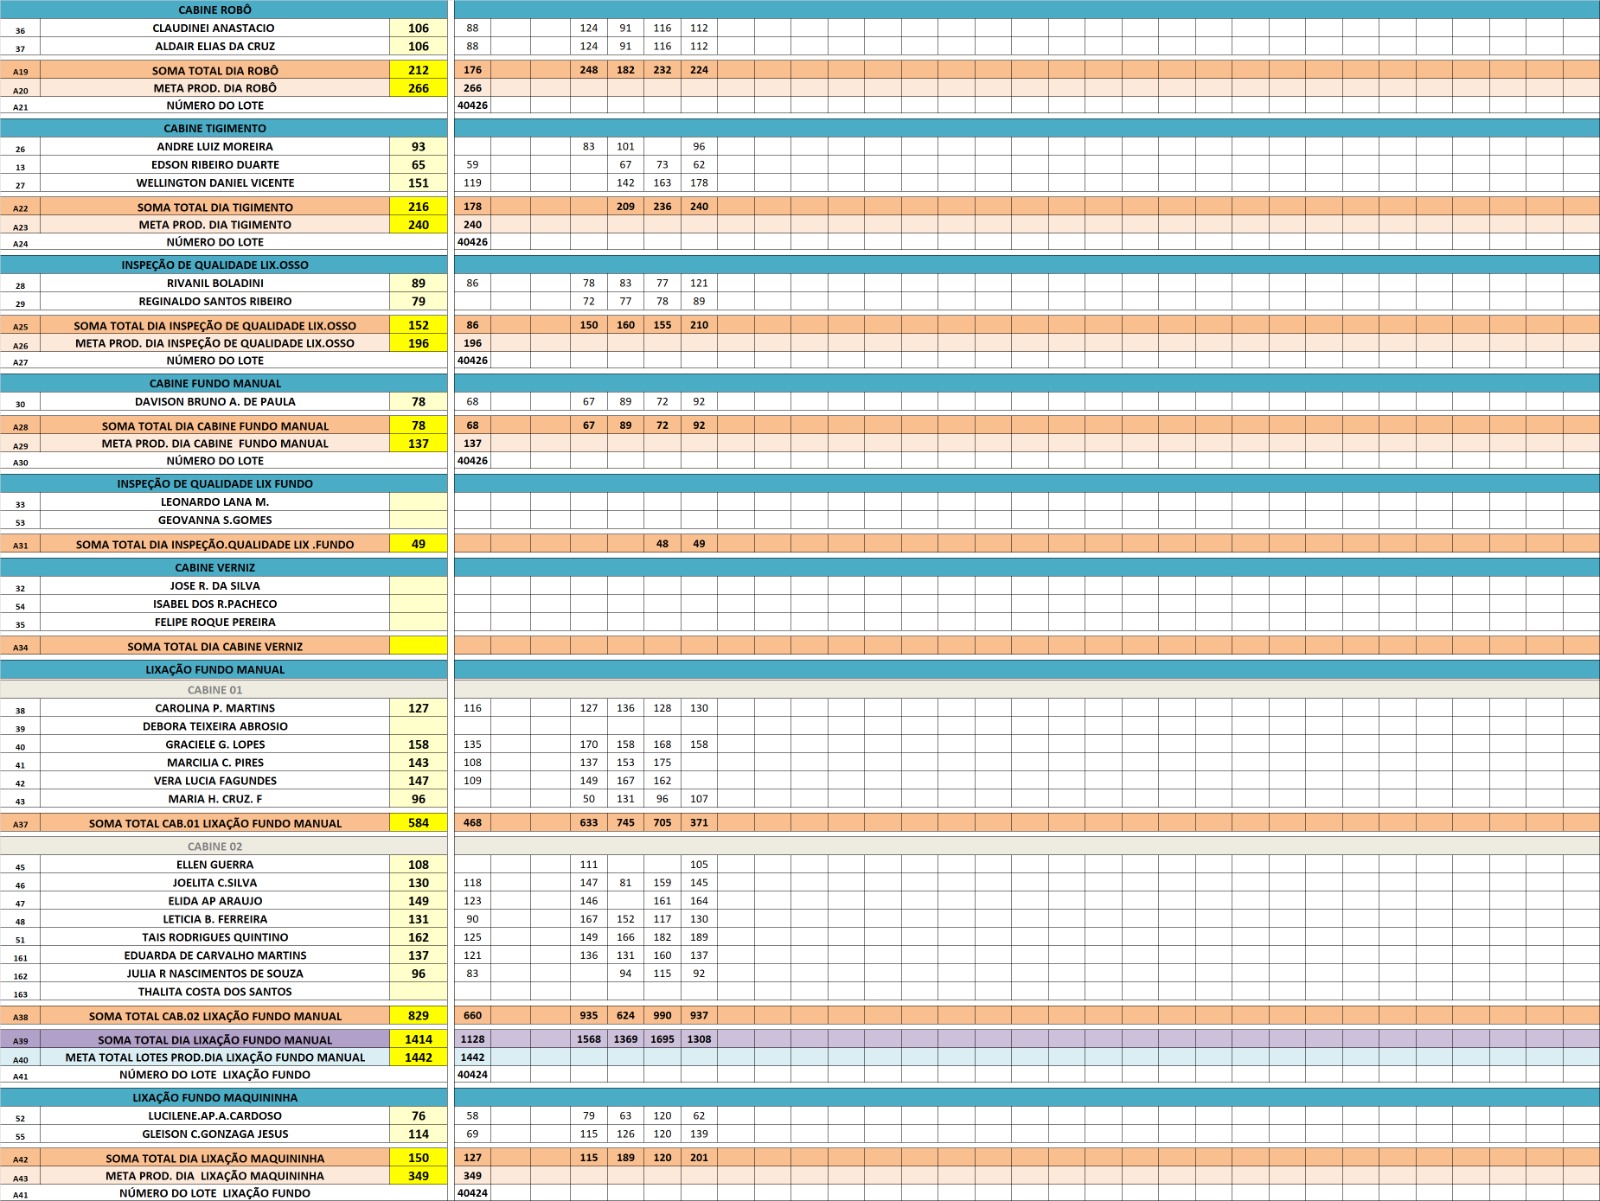 CABINE ROBÔ
36 CLAUDINEI ANASTACIO 106 88 124 91 116 112
37 ALDAIR ELIAS DA CRUZ 106 88 124 91 116 112
A19 SOMA TOTAL DIA ROBÔ 212 176 248 182 232 224
A20 META PROD. DIA ROBÔ 266 266
A21 NÚMERO DO LOTE 40426
CABINE TIGIMENTO
26 ANDRE LUIZ MOREIRA 93 83 101 96
13 EDSON RIBEIRO DUARTE 65 59 67 73 62
27 WELLINGTON DANIEL VICENTE 151 119 142 163 178
A22 SOMA TOTAL DIA TIGIMENTO 216 178 209 236 240
A23 META PROD. DIA TIGIMENTO 240 240
A24 NÚMERO DO LOTE 40426
INSPEÇÃO DE QUALIDADE LIX.OSSO
28 RIVANIL BOLADINI 89 86 78 83 77 121
29 REGINALDO SANTOS RIBEIRO 79 72 77 78 89
A25 SOMA TOTAL DIA INSPEÇÃO DE QUALIDADE LIX.OSSO 152 86 150 160 155 210
A26 META PROD. DIA INSPEÇÃO DE QUALIDADE LIX.OSSO 196 196
A27 NÚMERO DO LOTE 40426
CABINE FUNDO MANUAL
30 DAVISON BRUNO A. DE PAULA 78 68 67 89 72 92
A28 SOMA TOTAL DIA CABINE FUNDO MANUAL 78 68 67 89 72 92
A29 META PROD. DIA CABINE FUNDO MANUAL 137 137
A30 NÚMERO DO LOTE 40426
INSPEÇÃO DE QUALIDADE LIX FUNDO
33 LEONARDO LANA M.
53 GEOVANNA S.GOMES
A31 SOMA TOTAL DIA INSPEÇÃO.QUALIDADE LIX .FUNDO 49 48 49
CABINE VERNIZ
32 JOSE R. DA SILVA
54 ISABEL DOS R.PACHECO
35 FELIPE ROQUE PEREIRA
A34 SOMA TOTAL DIA CABINE VERNIZ
LIXAÇÃO FUNDO MANUAL
CABINE 01
38 CAROLINA P. MARTINS 127 116 127 136 128 130
39 DEBORA TEIXEIRA ABROSIO
40 GRACIELE G. LOPES 158 135 170 158 168 158
41 MARCILIA C. PIRES 143 108 137 153 175
42 VERA LUCIA FAGUNDES 147 109 149 167 162
43 MARIA H. CRUZ. F 96 50 131 96 107
A37 SOMA TOTAL CAB.01 LIXAÇÃO FUNDO MANUAL 584 468 633 745 705 371
CABINE 02
45 ELLEN GUERRA 108 111 105
46 JOELITA C.SILVA 130 118 147 81 159 145
47 ELIDA AP ARAUJO 149 123 146 161 164
48 LETICIA B. FERREIRA 131 90 167 152 117 130
51 TAIS RODRIGUES QUINTINO 162 125 149 166 182 189
161 EDUARDA DE CARVALHO MARTINS 137 121 136 131 160 137
162 JULIA R NASCIMENTOS DE SOUZA 96 83 94 115 92
163 THALITA COSTA DOS SANTOS
A38 SOMA TOTAL CAB.02 LIXAÇÃO FUNDO MANUAL 829 660 935 624 990 937
A39 SOMA TOTAL DIA LIXAÇÃO FUNDO MANUAL 1414 1128 1568 1369 1695 1308
A40 META TOTAL LOTES PROD.DIA LIXAÇÃO FUNDO MANUAL 1442 1442
A41 NÚMERO DO LOTE LIXAÇÃO FUNDO 40424
LIXAÇÃO FUNDO MAQUININHA
52 LUCILENE.AP.A.CARDOSO 76 58 79 63 120 62
55 GLEISON C.GONZAGA JESUS 114 69 115 126 120 139
A42 SOMA TOTAL DIA LIXAÇÃO MAQUININHA 150 127 115 189 120 201
A43 META PROD. DIA LIXAÇÃO MAQUININHA 349 349
A41 NÚMERO DO LOTE LIXAÇÃO FUNDO 40424